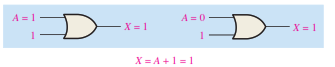 A = 1
1
X = 1
A = 0
1
X = 1
X = A + 1 = 1